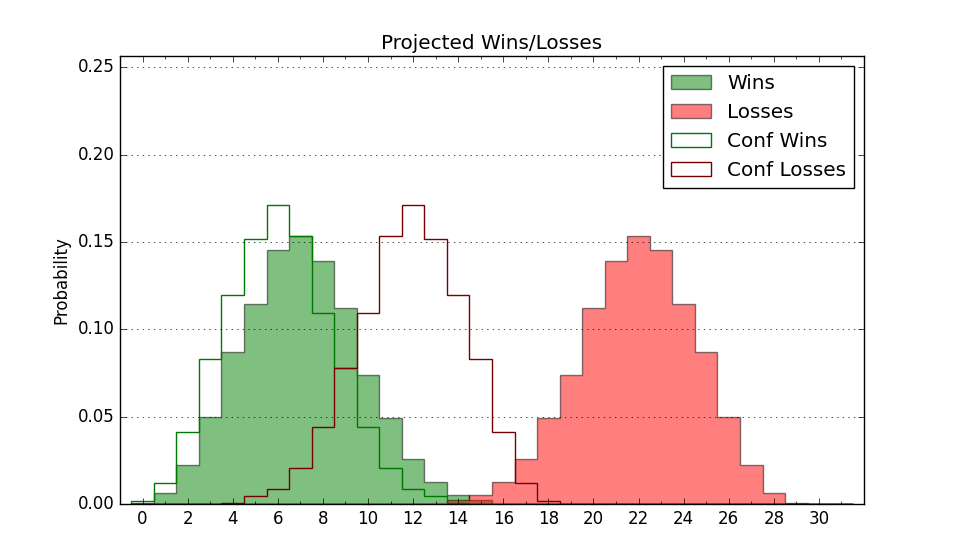 Projected Wins/Losses
0.25
0.20
0.15
0.10
0.05
0.00
Probability
Wins
Losses
Conf Wins
Conf Losses
0 2 4 6 8 10 12 14 16 18 20 22 24 26 28 30